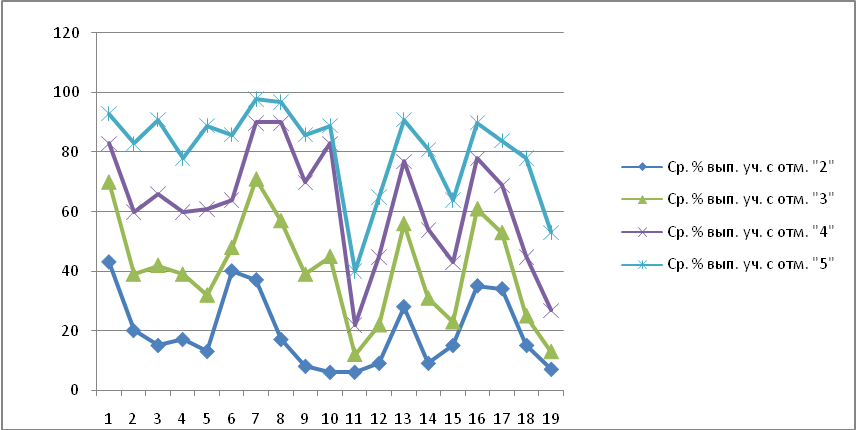 120
100
80
60
40
20
0
1 2 3 4 5 6 7 8 9 10 11 12 13 14 15 16 17 18 19
Ср. % вып. уч. с отм. "2"
Ср. % вып. уч. с отм. "3"
Ср. % вып. уч. с отм. "4"
Ср. % вып. уч. с отм. "5"